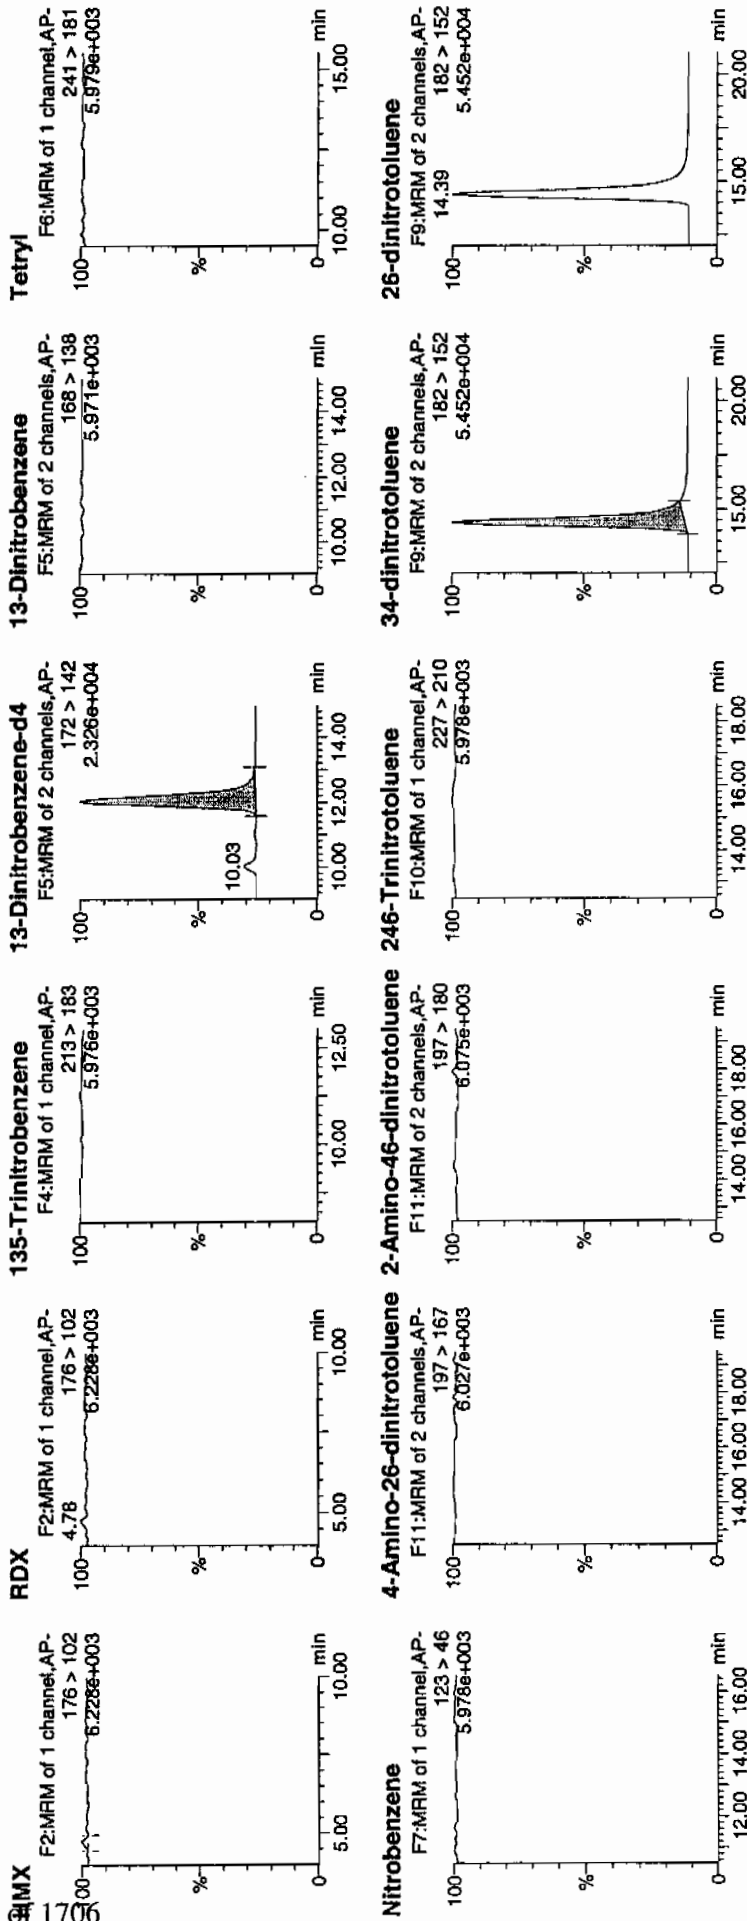 HMX
F2:MRM of 1 channel,AP-
176 > 102
6.228e+003
100
%
0
5.00
10.00
min
RDX
F2:MRM of 1 channel,AP-
4.78
176 > 102
6.228e+003
100
%
0
5.00
10.00
min
135-Trinitrobenzene
F4:MRM of 1 channel,AP-
213 > 183
5.976e+003
100
%
0
10.00
12.50
min
13-Dinitrobenzene-d4
F5:MRM of 2 channels,AP-
172 > 142
2.326e+004
100
%
10.03
0
10.00
12.00
14.00
min
13-Dinitrobenzene
F5:MRM of 2 channels,AP-
168 > 138
5.971e+003
100
%
0
10.00
12.00
14.00
min
Tetryl
F6:MRM of 1 channel,AP-
241 > 181
5.979e+003
100
%
0
10.00
15.00
min
Nitrobenzene
F7:MRM of 1 channel,AP-
123 > 46
5.978e+003
100
%
0
12.00
14.00
16.00
min
4-Amino-26-dinitrotoluene
F11:MRM of 2 channels,AP-
197 > 167
6.027e+003
100
%
0
14.00
16.00
18.00
min
2-Amino-46-dinitrotoluene
F11:MRM of 2 channels,AP-
197 > 180
6.075e+003
100
%
0
14.00
16.00
18.00
min
246-Trinitrotoluene
F10:MRM of 1 channel,AP-
227 > 210
5.978e+003
100
%
0
14.00
16.00
18.00
min
34-dinitrotoluene
F9:MRM of 2 channels,AP-
182 > 152
5.452e+004
100
%
0
15.00
20.00
min
26-dinitrotoluene
F9:MRM of 2 channels,AP-
14.39
182 > 152
5.452e+004
100
%
0
15.00
20.00
min
1706